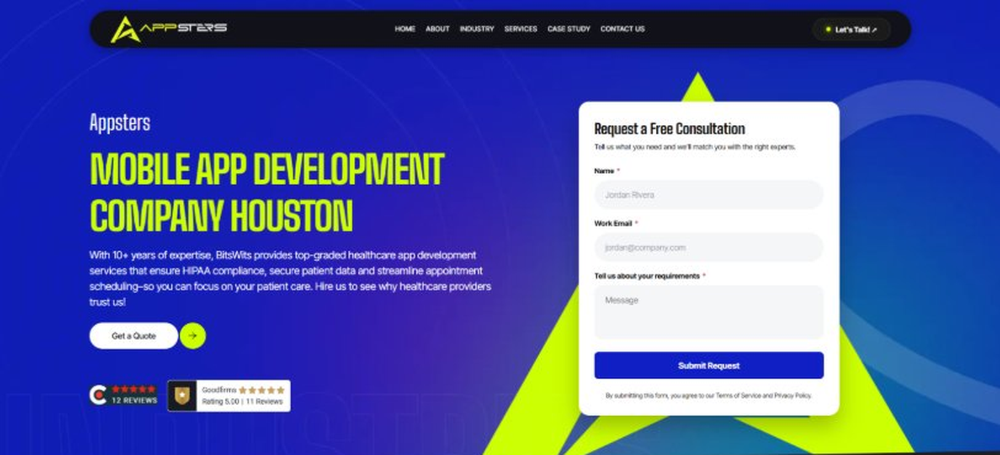 APPSTERS
HOME ABOUT INDUSTRY SERVICES CASE STUDY CONTACT US
Let's Talk! ↗
Appsters
MOBILE APP DEVELOPMENT
COMPANY HOUSTON
With 10+ years of expertise, BitsWits provides top-graded healthcare app development
services that ensure HIPAA compliance, secure patient data and streamline appointment
scheduling–so you can focus on your patient care. Hire us to see why healthcare providers
trust us!
Get a Quote →
12 REVIEWS
Goodfirms
Rating 5.00 | 11 Reviews
Request a Free Consultation
Tell us what you need and we'll match you with the right experts.
Name *
Jordan Rivera
Work Email *
jordan@company.com
Tell us about your requirements *
Message
Submit Request
By submitting this form, you agree to our Terms of Service and Privacy Policy.